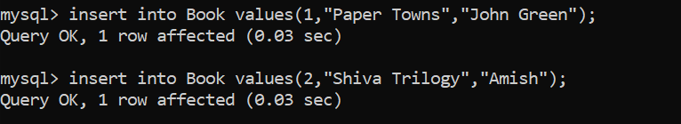 mysql> insert into Book values(1,"Paper Towns","John Green");
Query OK, 1 row affected (0.03 sec)
mysql> insert into Book values(2,"Shiva Trilogy","Amish");
Query OK, 1 row affected (0.03 sec)